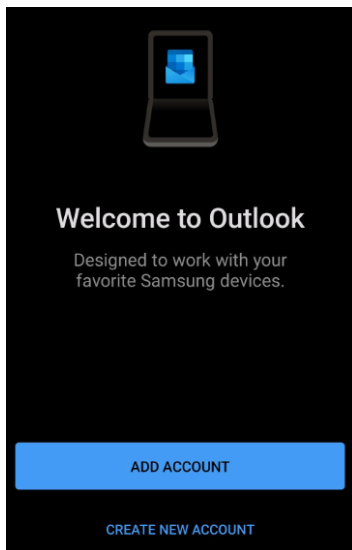 Welcome to Outlook
Designed to work with your
favorite Samsung devices.
ADD ACCOUNT
CREATE NEW ACCOUNT